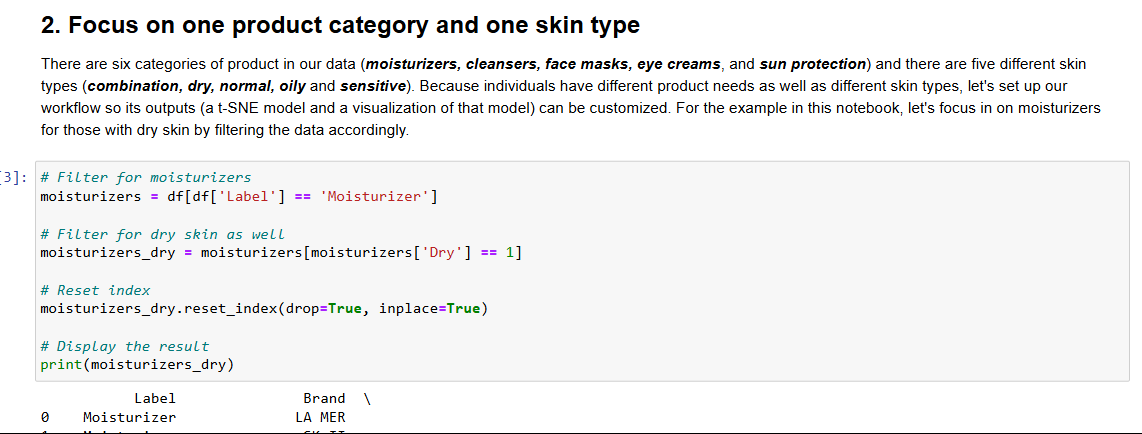 2. Focus on one product category and one skin type
There are six categories of product in our data (moisturizers, cleansers, face masks, eye creams, and sun protection) and there are five different skin
types (combination, dry, normal, oily and sensitive). Because individuals have different product needs as well as different skin types, let's set up our
workflow so its outputs (a t-SNE model and a visualization of that model) can be customized. For the example in this notebook, let's focus in on moisturizers
for those with dry skin by filtering the data accordingly.
3]:
# Filter for moisturizers
moisturizers = df[df['Label'] == 'Moisturizer']
# Filter for dry skin as well
moisturizers_dry = moisturizers[moisturizers['Dry'] == 1]
# Reset index
moisturizers_dry.reset_index(drop=True, inplace=True)
# Display the result
print(moisturizers_dry)
Label Brand \
0 Moisturizer LA MER